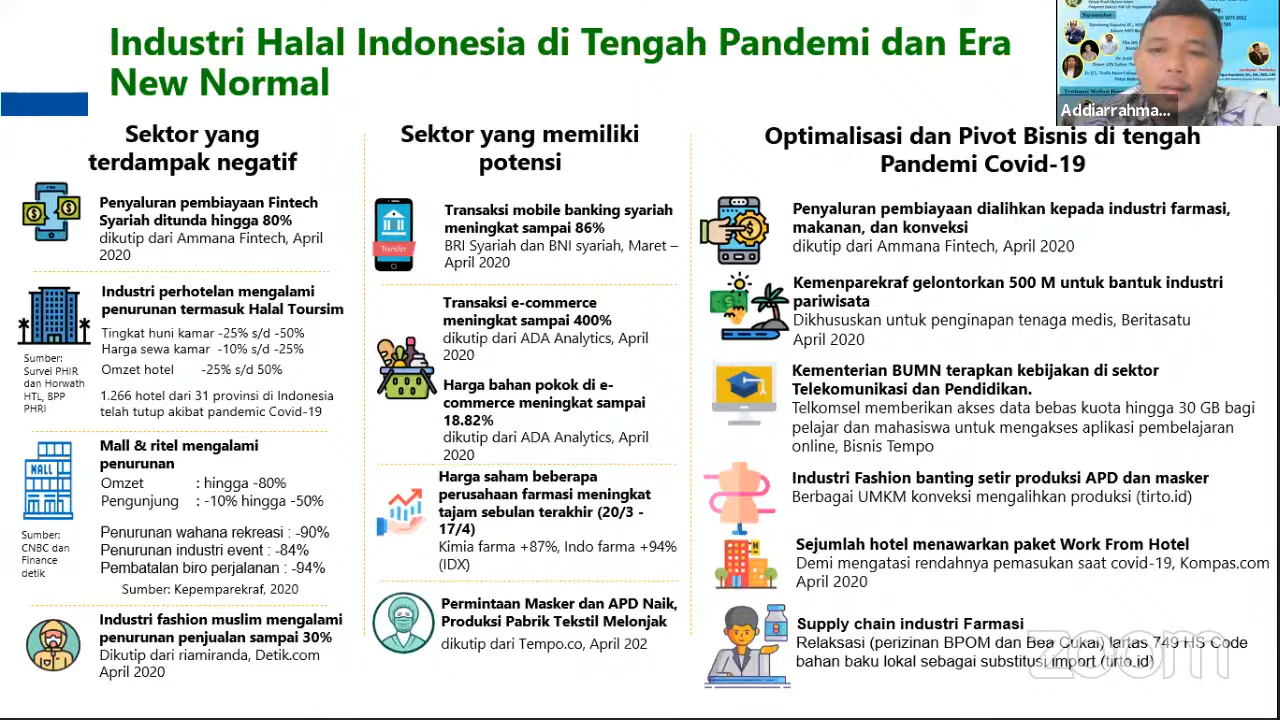 Industri Halal Indonesia di Tengah Pandemi dan Era
New Normal
Addiarrahma...
Sektor yang
terdampak negatif
Penyaluran pembiayaan Fintech
Syariah ditunda hingga 80%
dikutip dari Ammana Fintech, April
2020
Industri perhotelan mengalami
penurunan termasuk Halal Toursim
Tingkat huni kamar -25% s/d -50%
Harga sewa kamar -10% s/d -25%
Omzet hotel -25% s/d 50%
1.266 hotel dari 31 provinsi di Indonesia
telah tutup akibat pandemic Covid-19
Sumber:
Survei PHIR
dan Horwath
HTL, BPP
PHRI
MALL
Mall & ritel mengalami
penurunan
Omzet : hingga -80%
Pengunjung : -10% hingga -50%
Penurunan wahana rekreasi : -90%
Penurunan industri event : -84%
Pembatalan biro perjalanan : -94%
Sumber: Kepemparekraf, 2020
Sumber:
CNBC dan
Finance
detik
Industri fashion muslim mengalami
penurunan penjualan sampai 30%
Dikutip dari riamiranda, Detik.com
April 2020
Sektor yang memiliki
potensi
Transfer
Transaksi mobile banking syariah
meningkat sampai 86%
BRI Syariah dan BNI syariah, Maret –
April 2020
Transaksi e-commerce
meningkat sampai 400%
dikutip dari ADA Analytics, April
2020
Harga bahan pokok di e-
commerce meningkat sampai
18.82%
dikutip dari ADA Analytics, April
2020
Harga saham beberapa
perusahaan farmasi meningkat
tajam sebulan terakhir (20/3 -
17/4)
Kimia farma +87%, Indo farma +94%
(IDX)
Permintaan Masker dan APD Naik,
Produksi Pabrik Tekstil Melonjak
dikutip dari Tempo.co, April 202
Optimalisasi dan Pivot Bisnis di tengah
Pandemi Covid-19
Penyaluran pembiayaan dialihkan kepada industri farmasi,
makanan, dan konveksi
dikutip dari Ammana Fintech, April 2020
Kemenparekraf gelontorkan 500 M untuk bantuk industri
pariwisata
Dikhususkan untuk penginapan tenaga medis, Beritasatu
April 2020
Kementerian BUMN terapkan kebijakan di sektor
Telekomunikasi dan Pendidikan.
Telkomsel memberikan akses data bebas kuota hingga 30 GB bagi
pelajar dan mahasiswa untuk mengakses aplikasi pembelajaran
online, Bisnis Tempo
Industri Fashion banting setir produksi APD dan masker
Berbagai UMKM konveksi mengalihkan produksi (tirto.id)
Sejumlah hotel menawarkan paket Work From Hotel
Demi mengatasi rendahnya pemasukan saat covid-19, Kompas.com
April 2020
Supply chain industri Farmasi
Relaksasi (perizinan BPOM dan Bea Cukai) lartas 749 HS Code
bahan baku lokal sebagai substitusi import (tirto.id)
zoom